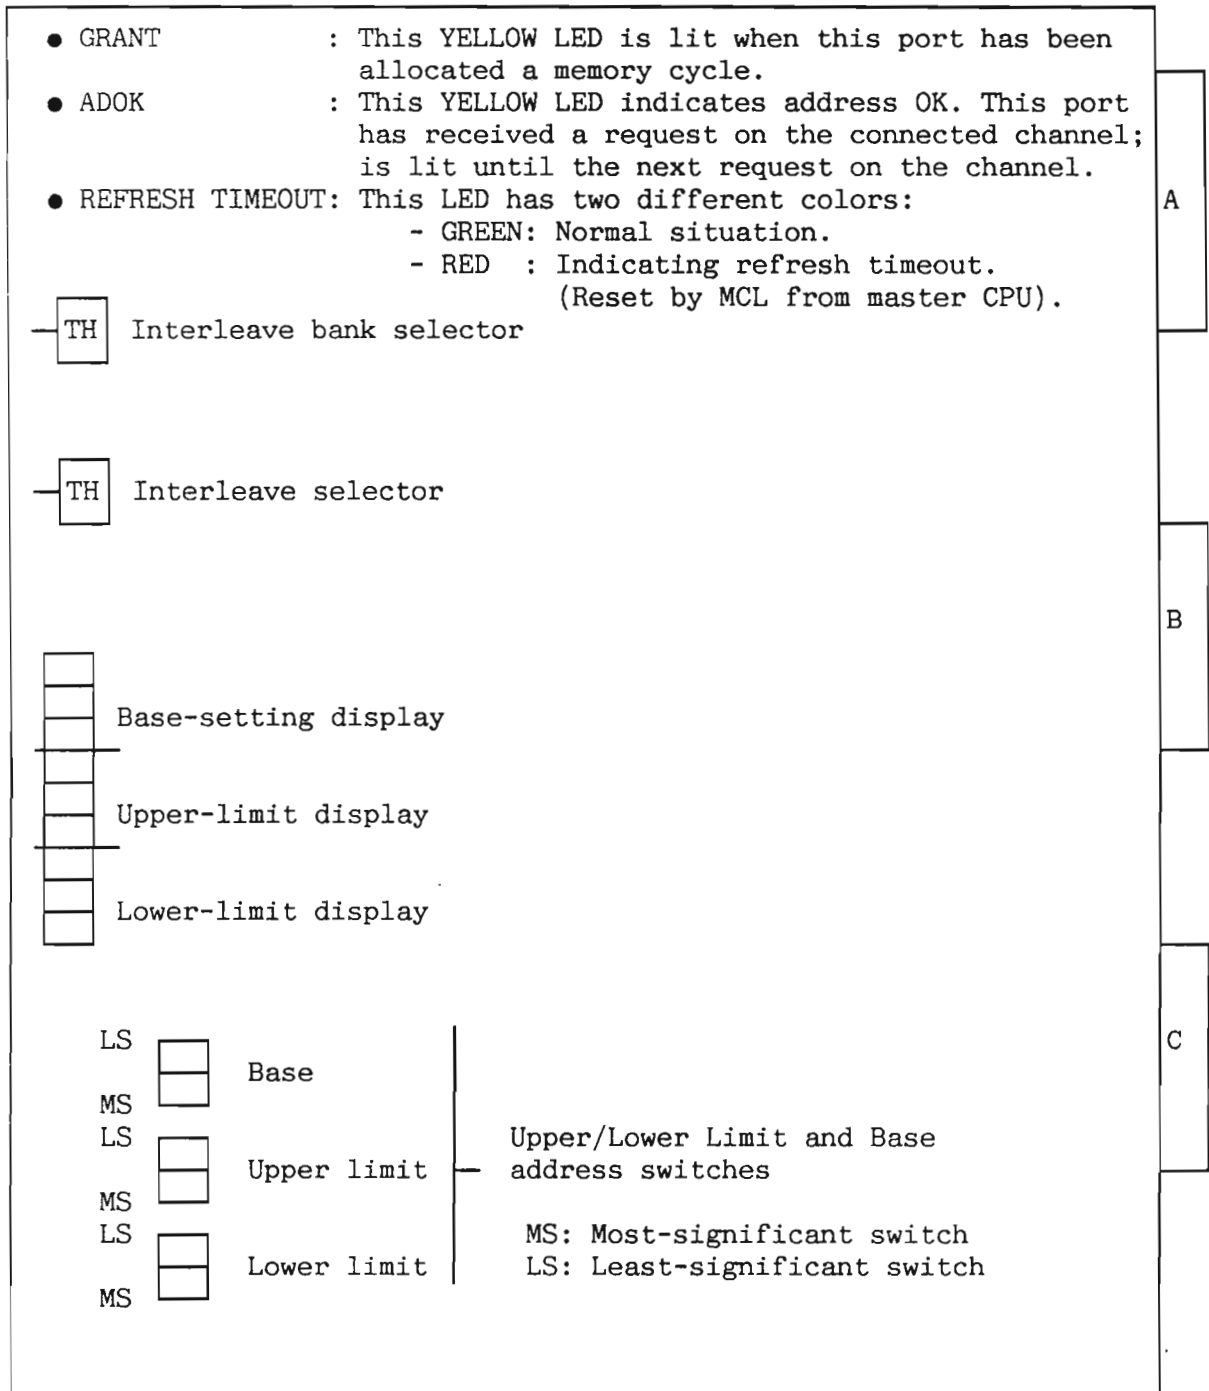 ● GRANT : This YELLOW LED is lit when this port has been
allocated a memory cycle.
● ADOK : This YELLOW LED indicates address OK. This port
has received a request on the connected channel;
is lit until the next request on the channel.
● REFRESH TIMEOUT: This LED has two different colors:
- GREEN: Normal situation.
- RED : Indicating refresh timeout.
(Reset by MCL from master CPU).
A
TH Interleave bank selector
TH Interleave selector
B
Base-setting display
Upper-limit display
Lower-limit display
C
LS
Base
MS
LS
Upper limit
MS
LS
Lower limit
MS
Upper/Lower Limit and Base
address switches
MS: Most-significant switch
LS: Least-significant switch